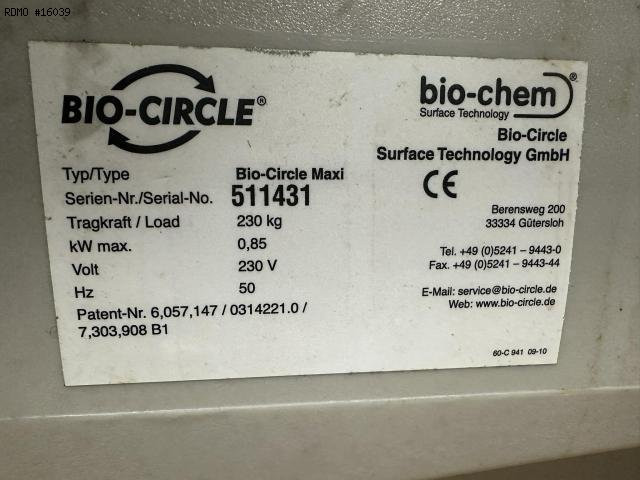 RDMO #16039
BIO-CIRCLE®
bio-chem®
Surface Technology
Bio-Circle
Surface Technology GmbH
CE
Typ/Type Bio-Circle Maxi
Serien-Nr./Serial-No. 511431
Tragkraft / Load 230 kg
kW max. 0,85
Volt 230 V
Hz 50
Patent-Nr. 6,057,147 / 0314221.0 /
7,303,908 B1
Berensweg 200
33334 Gütersloh
Tel. +49 (0)5241 – 9443-0
Fax. +49 (0)5241 – 9443-44
E-Mail: service@bio-circle.de
Web: www.bio-circle.de
60-C 941 09-10